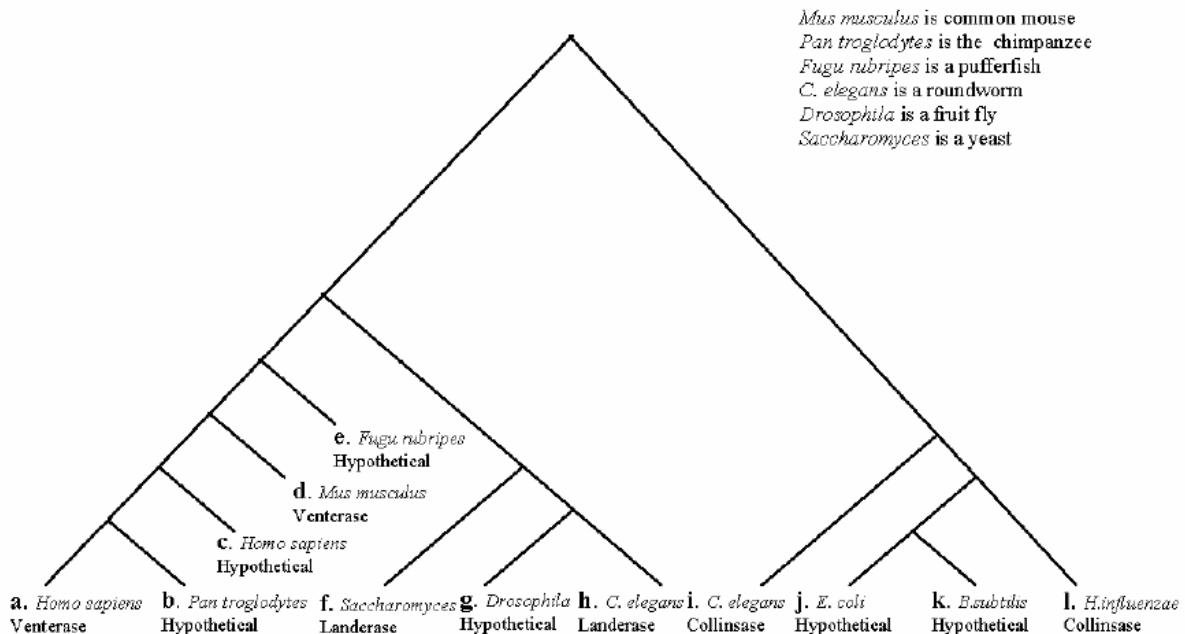 Mus musculus is common mouse
Pan troglodytes is the chimpanzee
Fugu rubripes is a pufferfish
C. elegans is a roundworm
Drosophila is a fruit fly
Saccharomyces is a yeast
e. Fugu rubripes
Hypothetical
d. Mus musculus
Venterase
c. Homo sapiens
Hypothetical
a. Homo sapiens
Venterase
b. Pan troglodytes
Hypothetical
f. Saccharomyces
Landerase
g. Drosophila
Hypothetical
h. C. elegans
Landerase
i. C. elegans
Collinsase
j. E. coli
Hypothetical
k. B.subtilis
Hypothetical
l. H.influenzae
Collinsase